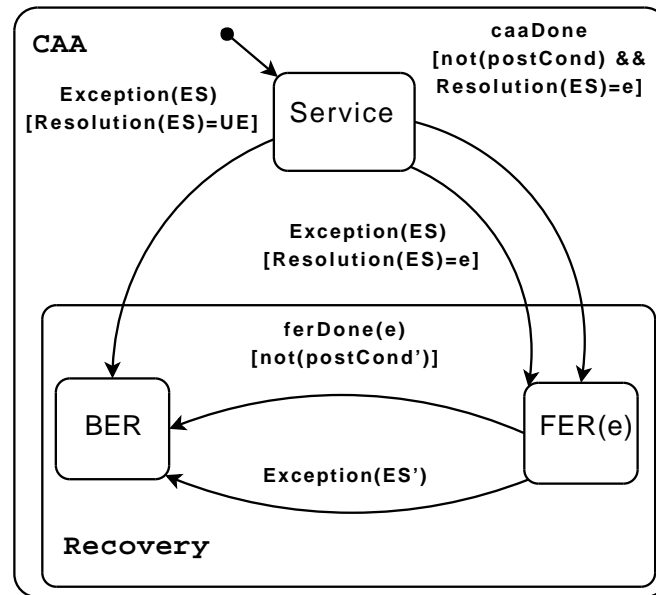 CAA
caaDone
[not(postCond) &&
Resolution(ES)=e]
Exception(ES)
[Resolution(ES)=UE]
Service
Exception(ES)
[Resolution(ES)=e]
ferDone(e)
[not(postCond')]
BER
FER(e)
Exception(ES')
Recovery